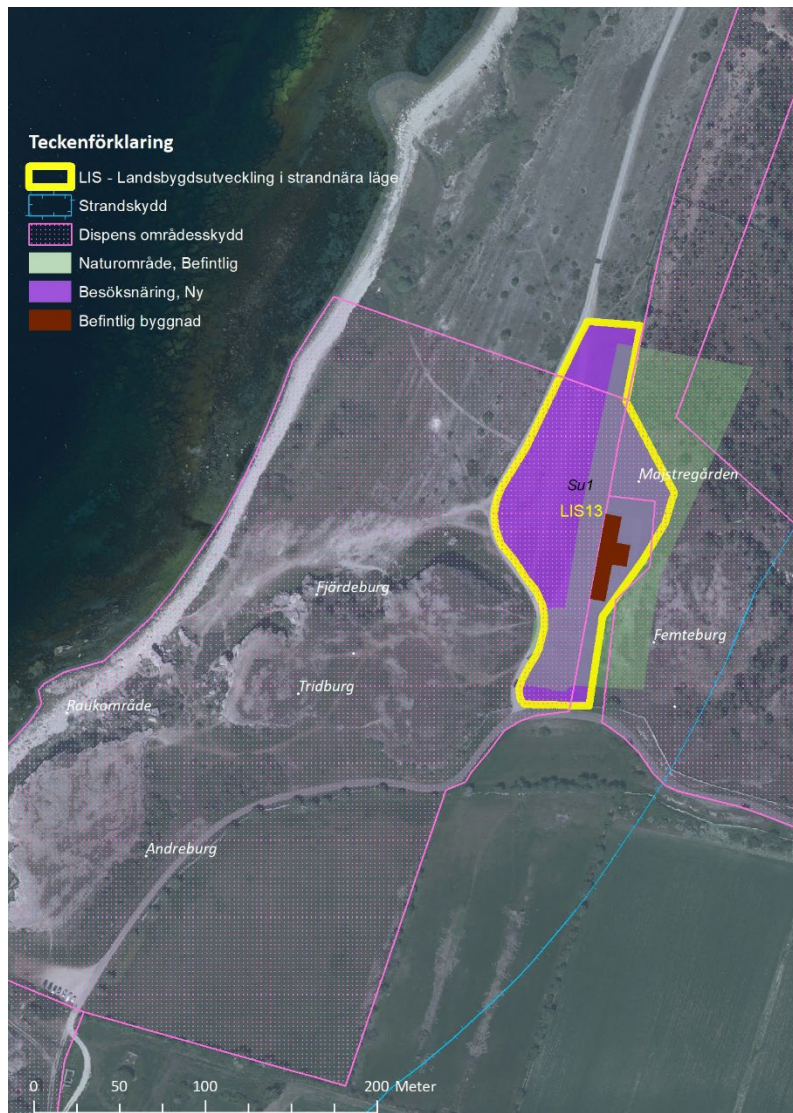 Teckenförklaring
LIS - Landsbygdsutveckling i strandnära läge
Strandskydd
Dispens områdesskydd
Naturområde, Befintlig
Besöksnäring, Ny
Befintlig byggnad
Majstregården
Su1
LIS13
Fjärdeburg
Femteburg
Tridburg
Raukområde
Andreburg
0 50 100 200 Meter